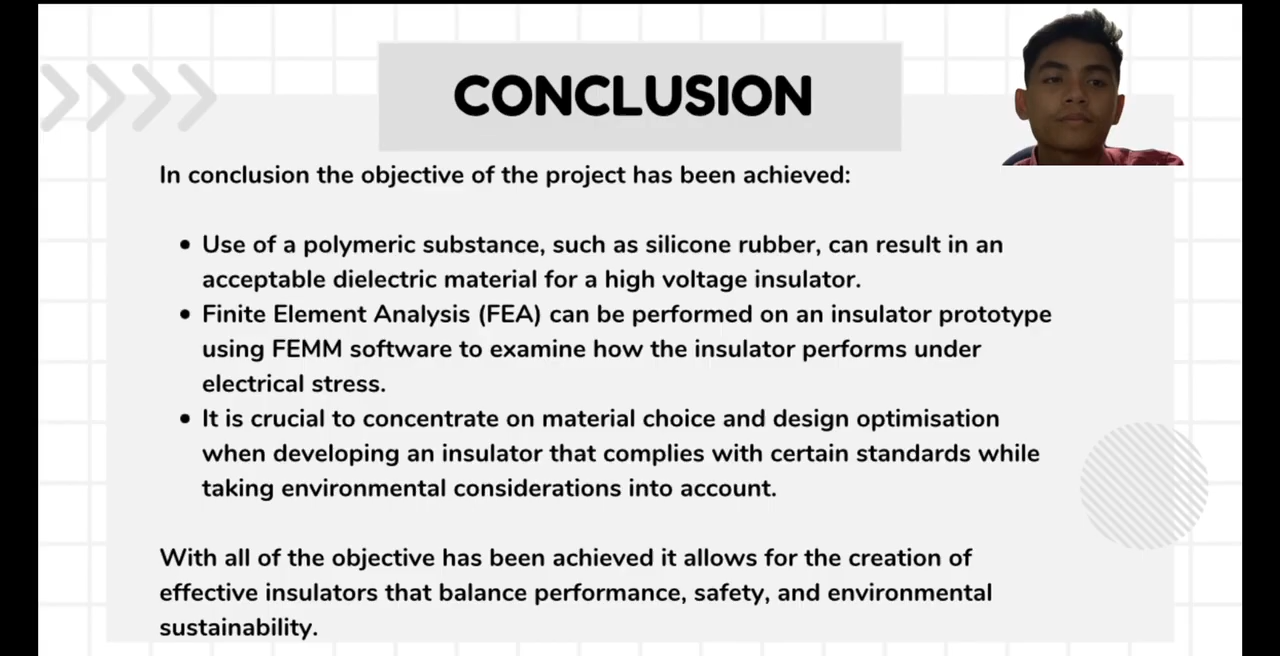 CONCLUSION
In conclusion the objective of the project has been achieved:
• Use of a polymeric substance, such as silicone rubber, can result in an
acceptable dielectric material for a high voltage insulator.
• Finite Element Analysis (FEA) can be performed on an insulator prototype
using FEMM software to examine how the insulator performs under
electrical stress.
• It is crucial to concentrate on material choice and design optimisation
when developing an insulator that complies with certain standards while
taking environmental considerations into account.
With all of the objective has been achieved it allows for the creation of
effective insulators that balance performance, safety, and environmental
sustainability.